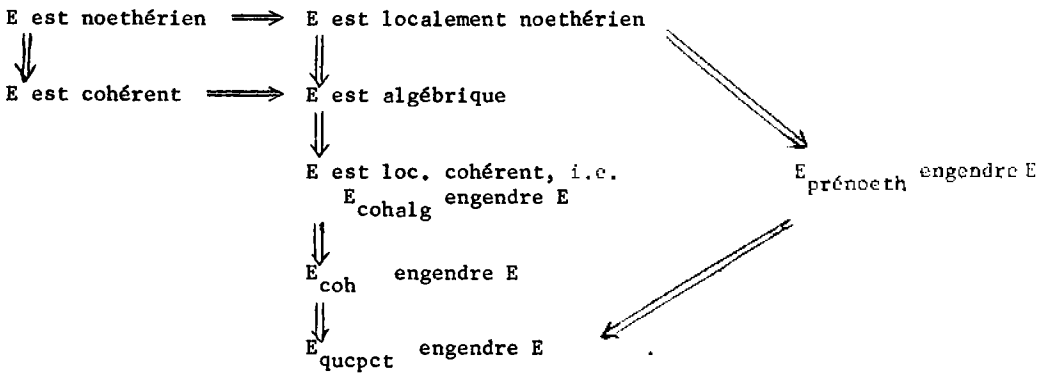 E est noethérien ⟹ E est localement noethérien
E est cohérent ⟹ E est algébrique
E est loc. cohérent, i.e.
E_cohalg engendre E
E_prénoeth engendre E
E_coh engendre E
E_qucpct engendre E .